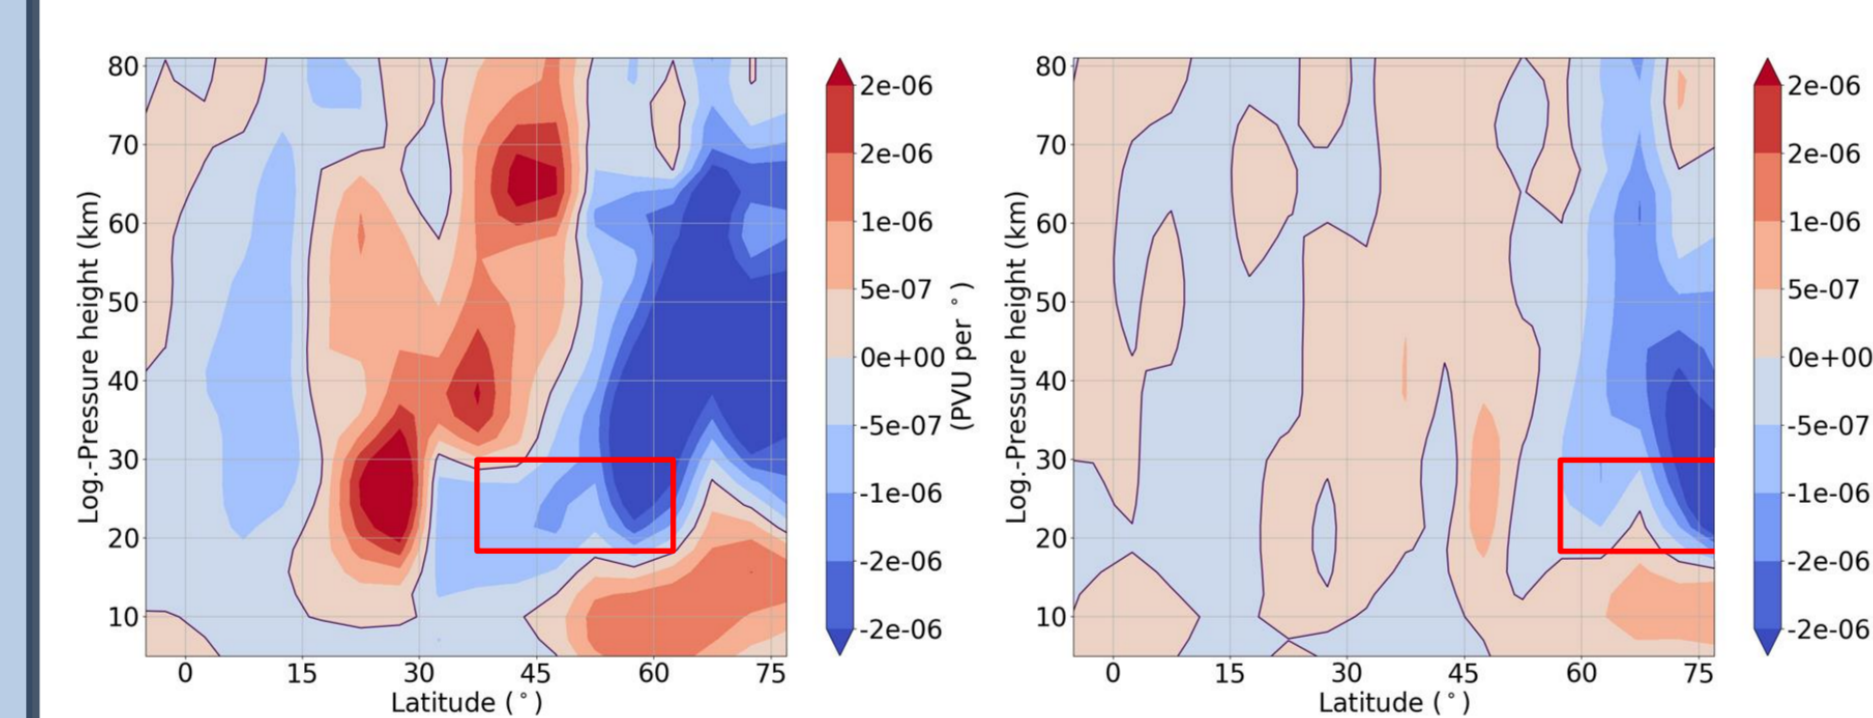 80
70
60
50
40
30
20
10
Log.-Pressure height (km)
0 15 30 45 60 75
Latitude (°)
2e-06
2e-06
1e-06
5e-07
0e+00
-5e-07
-1e-06
-2e-06
-2e-06
(PVU per °)
80
70
60
50
40
30
20
10
Log.-Pressure height (km)
0 15 30 45 60 75
Latitude (°)
2e-06
2e-06
1e-06
5e-07
0e+00
-5e-07
-1e-06
-2e-06
-2e-06